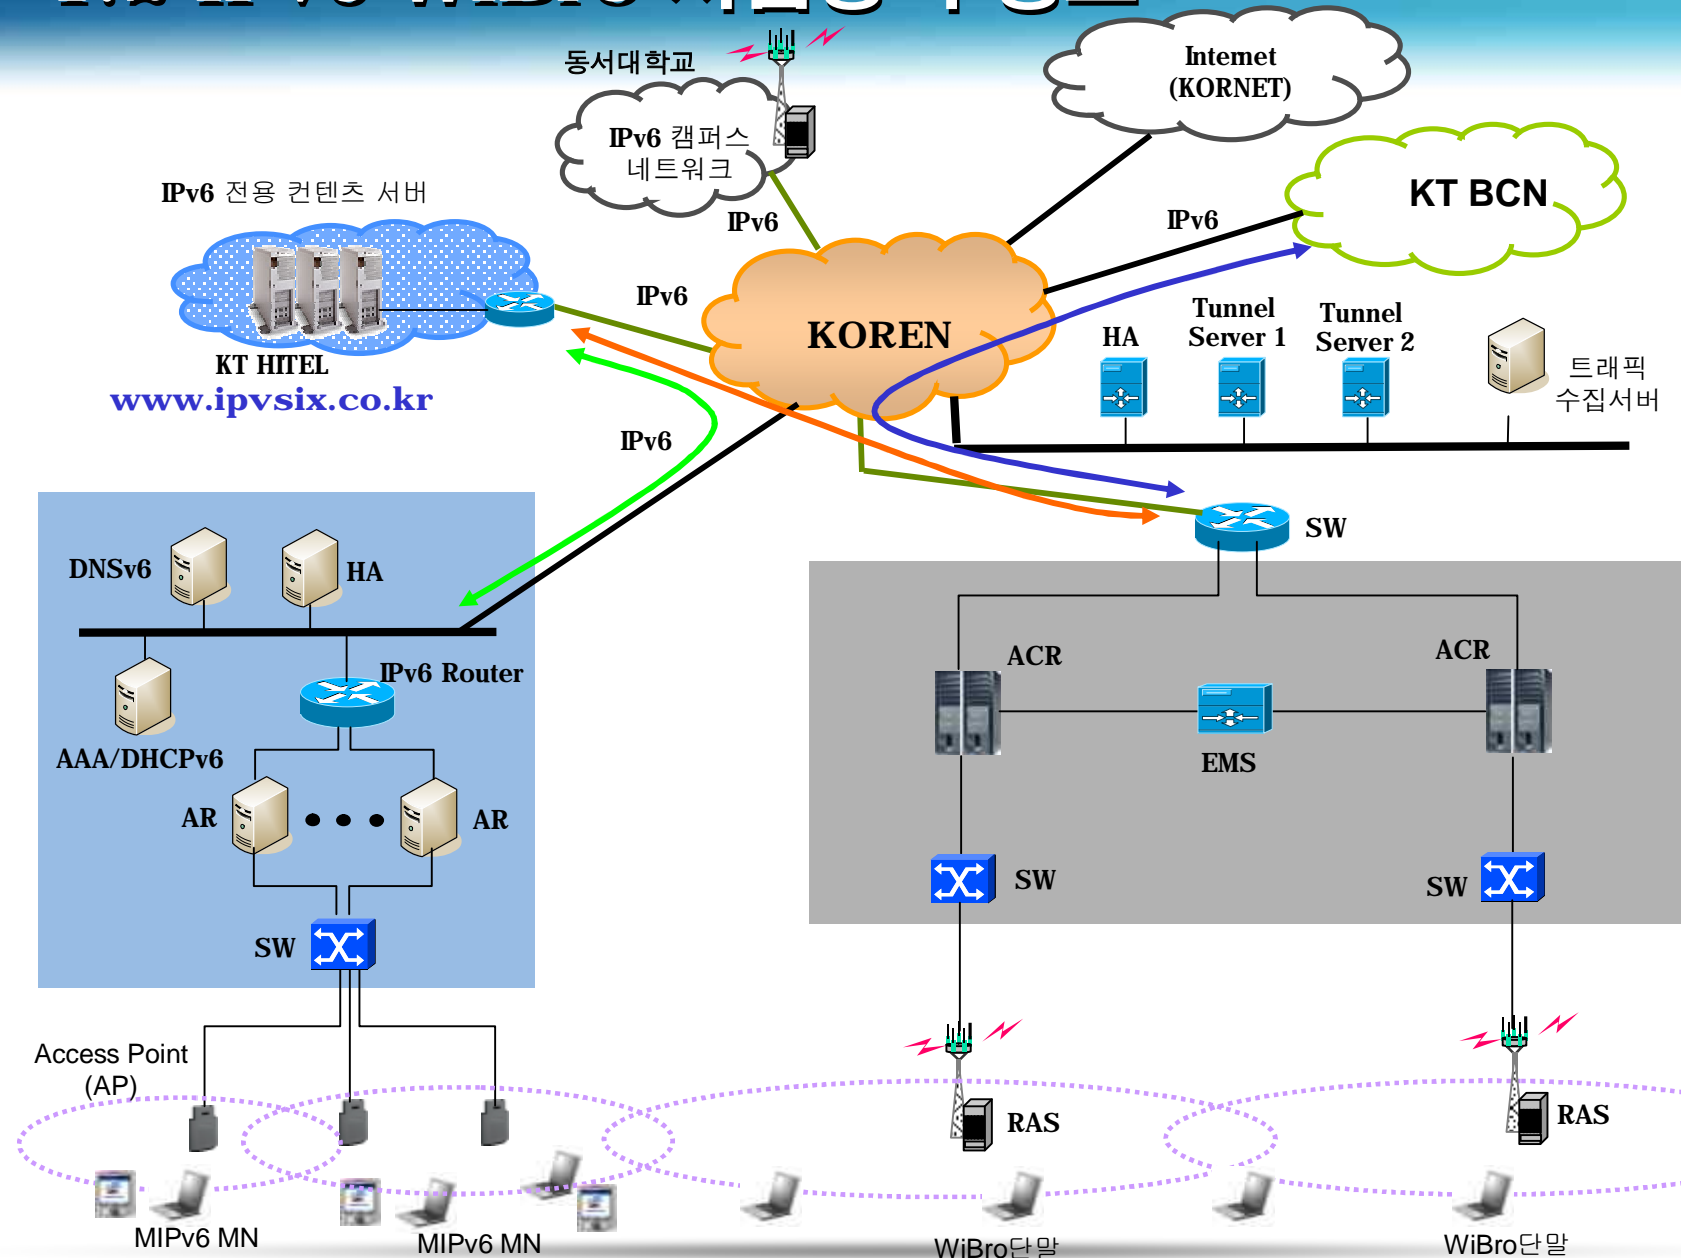 동서대학교
Internet
(KORNET)
IPv6 캠퍼스
네트워크
KT BCN
IPv6 전용 컨텐츠 서버
IPv6
IPv6
IPv6
KOREN
HA
Tunnel
Server 1
Tunnel
Server 2
트래픽
수집서버
KT HITEL
www.ipvsix.co.kr
IPv6
SW
DNSv6
HA
ACR
ACR
IPv6 Router
AAA/DHCPv6
EMS
AR
AR
SW
SW
SW
Access Point
(AP)
RAS
RAS
MIPv6 MN
MIPv6 MN
WiBro단말
WiBro단말